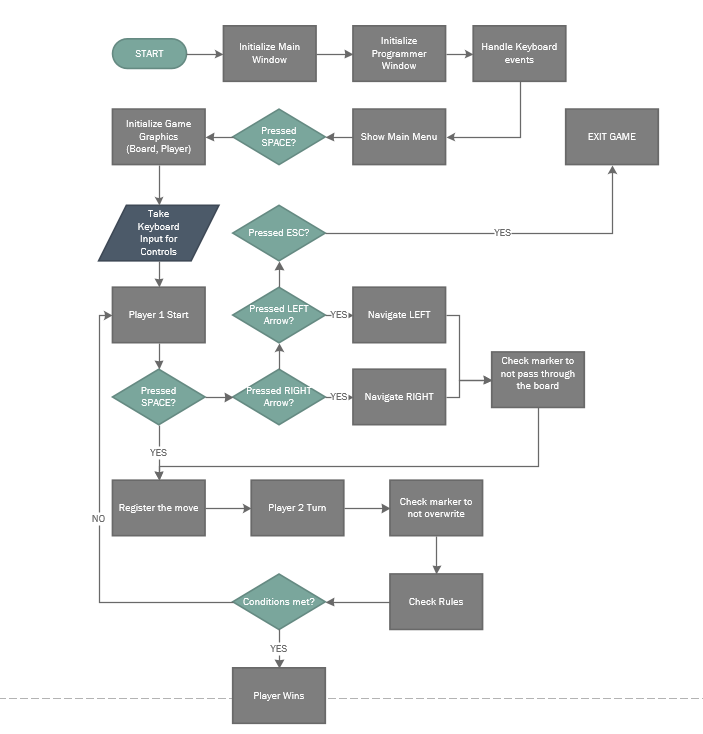 START
Initialize Main
Window
Initialize
Programmer
Window
Handle Keyboard
events
Initialize Game
Graphics
(Board, Player)
Pressed
SPACE?
Show Main Menu
EXIT GAME
Take
Keyboard
Input for
Controls
Pressed ESC?
YES
Player 1 Start
Pressed LEFT
Arrow?
YES
Navigate LEFT
Check marker to
not pass through
the board
Pressed
SPACE?
Pressed RIGHT
Arrow?
YES
Navigate RIGHT
YES
Register the move
Player 2 Turn
Check marker to
not overwrite
NO
Conditions met?
Check Rules
YES
Player Wins